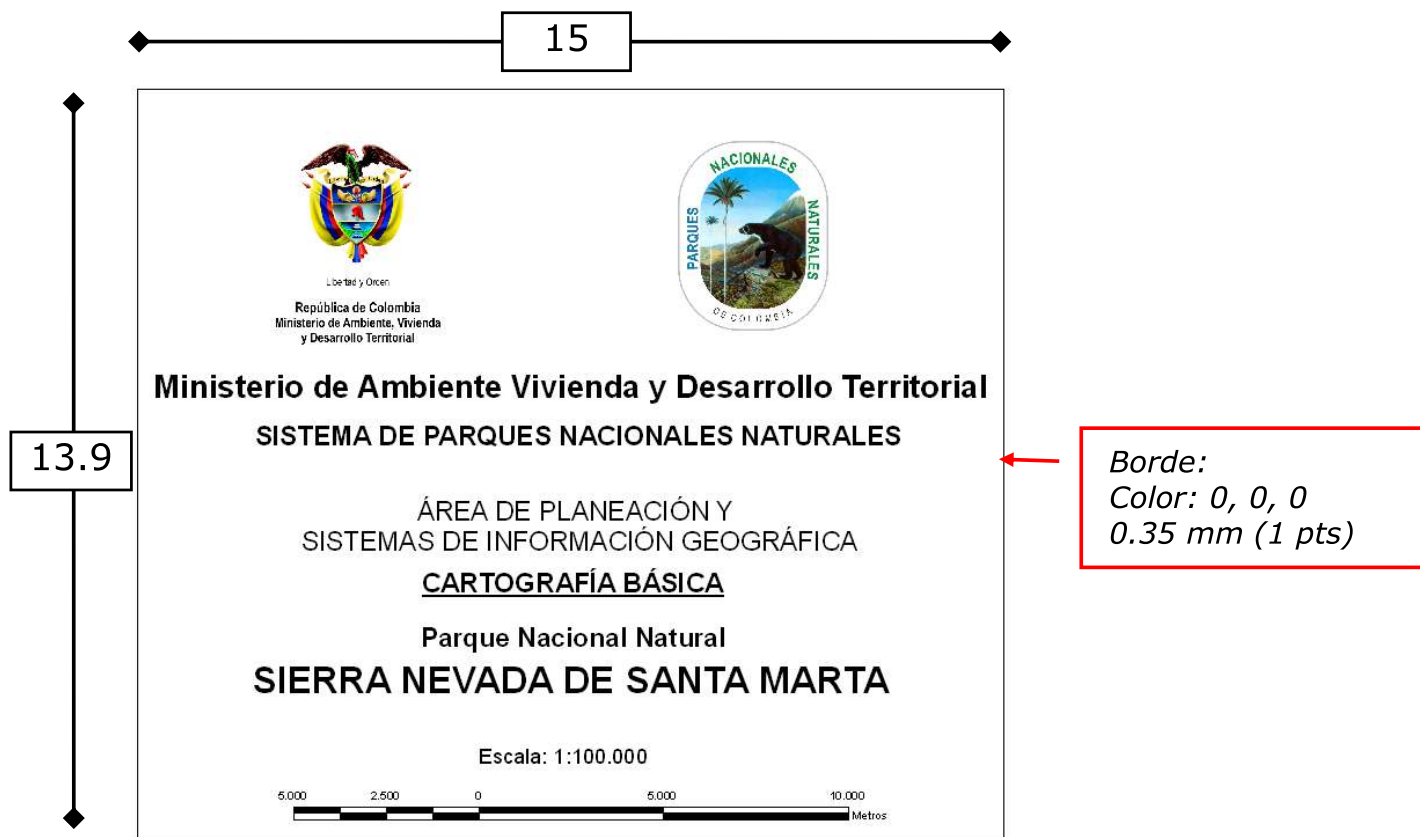 15
NACIONALES
PARQUES
NATURALES
DE COLOMBIA
Libertad y Orden
República de Colombia
Ministerio de Ambiente, Vivienda
y Desarrollo Territorial
Ministerio de Ambiente Vivienda y Desarrollo Territorial
SISTEMA DE PARQUES NACIONALES NATURALES
13.9
Borde:
Color: 0, 0, 0
0.35 mm (1 pts)
ÁREA DE PLANEACIÓN Y
SISTEMAS DE INFORMACIÓN GEOGRÁFICA
CARTOGRAFÍA BÁSICA
Parque Nacional Natural
SIERRA NEVADA DE SANTA MARTA
Escala: 1:100.000
5.000 2.500 0 5.000 10.000
Metros